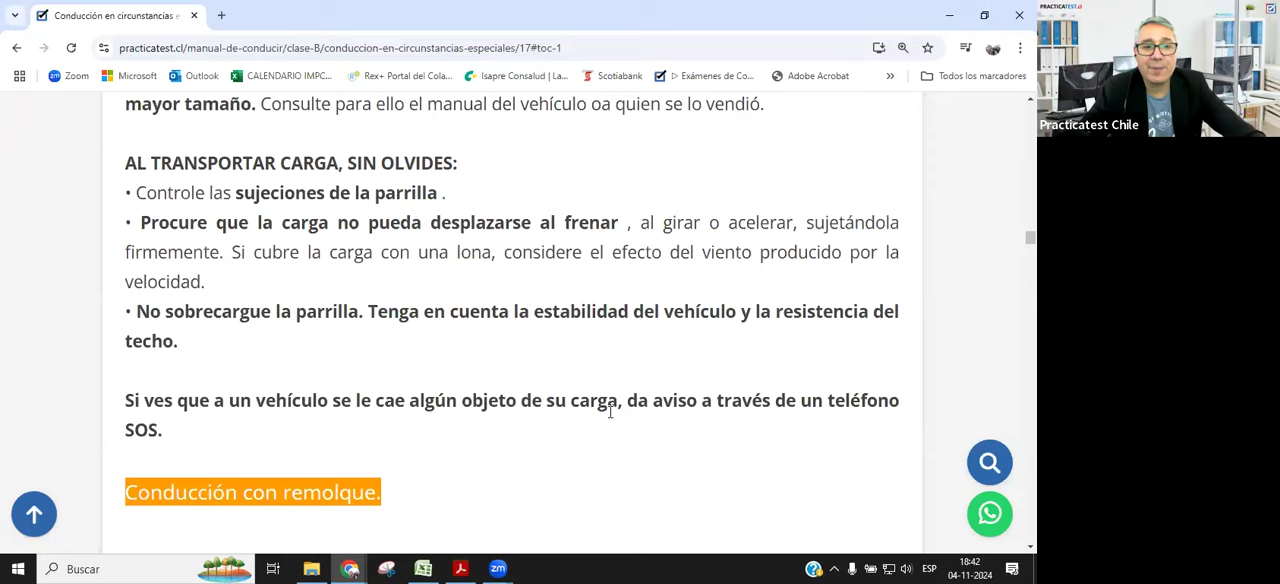 Conducción en circunstancias e
practicatest.cl/manual-de-conducir/clase-B/conduccion-en-circunstancias-especiales/17#toc-1
Zoom
Microsoft
Outlook
CALENDARIO IMPC...
Rex+ Portal del Cola...
Isapre Consalud | La...
Scotiabank
▷ Exámenes de Co...
Adobe Acrobat
»
Todos los marcadores
PRACTICATEST.cl
Practicatest Chile
mayor tamaño. Consulte para ello el manual del vehículo oa quien se lo vendió.
AL TRANSPORTAR CARGA, SIN OLVIDES:
• Controle las sujeciones de la parrilla .
• Procure que la carga no pueda desplazarse al frenar , al girar o acelerar, sujetándola
firmemente. Si cubre la carga con una lona, considere el efecto del viento producido por la
velocidad.
• No sobrecargue la parrilla. Tenga en cuenta la estabilidad del vehículo y la resistencia del
techo.
Si ves que a un vehículo se le cae algún objeto de su carga, da aviso a través de un teléfono
SOS.
Conducción con remolque.
Buscar
ESP
18:42
04-11-2024